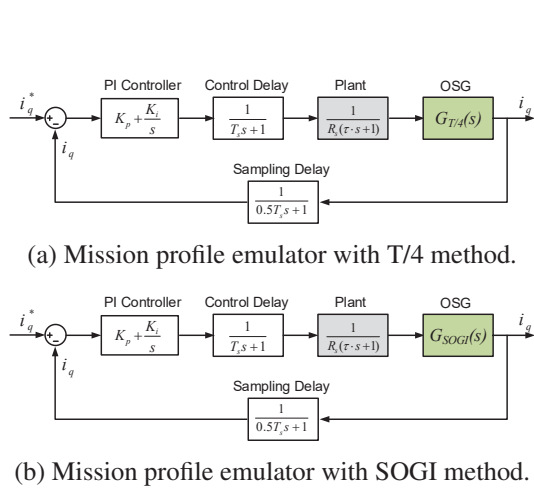 PI Controller Control Delay Plant OSG
i_q^* + - K_p + K_i/s 1/(T_s s+1) 1/(R_s(τ·s+1)) G_{T/4}(s) i_q
i_q
Sampling Delay
1/(0.5T_s s+1)
(a) Mission profile emulator with T/4 method.
PI Controller Control Delay Plant OSG
i_q^* + - K_p + K_i/s 1/(T_s s+1) 1/(R_s(τ·s+1)) G_{SOGI}(s) i_q
i_q
Sampling Delay
1/(0.5T_s s+1)
(b) Mission profile emulator with SOGI method.